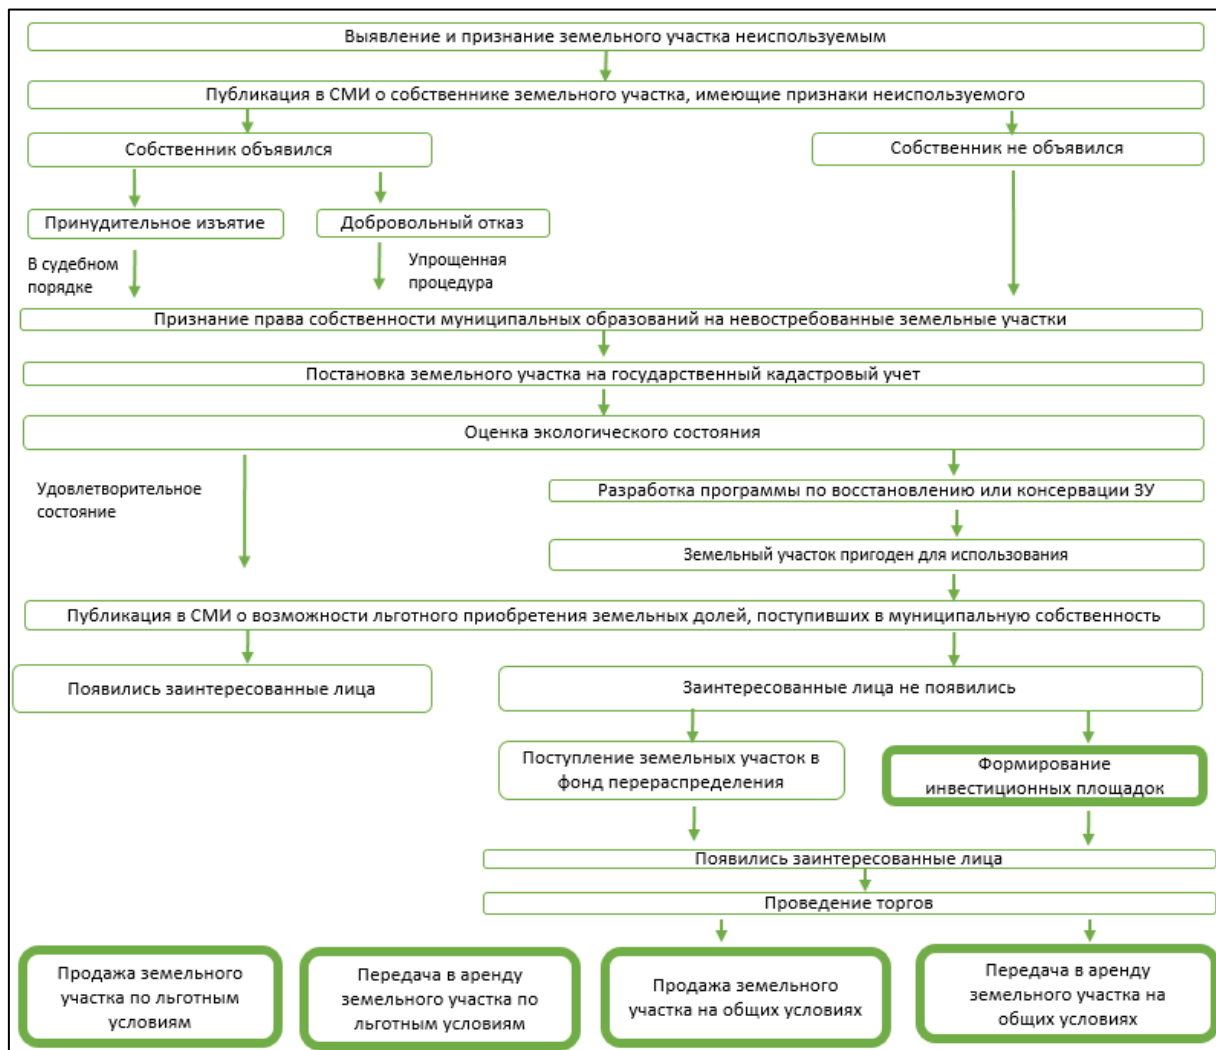 Выявление и признание земельного участка неиспользуемым
Публикация в СМИ о собственнике земельного участка, имеющие признаки неиспользуемого
Собственник объявился
Собственник не объявился
Принудительное изъятие
Добровольный отказ
В судебном
порядке
Упрощенная
процедура
Признание права собственности муниципальных образований на невостребованные земельные участки
Постановка земельного участка на государственный кадастровый учет
Оценка экологического состояния
Удовлетворительное
состояние
Разработка программы по восстановлению или консервации ЗУ
Земельный участок пригоден для использования
Публикация в СМИ о возможности льготного приобретения земельных долей, поступивших в муниципальную собственность
Появились заинтересованные лица
Заинтересованные лица не появились
Поступление земельных участок в
фонд перераспределения
Формирование
инвестиционных площадок
Появились заинтересованные лица
Проведение торгов
Продажа земельного
участка по льготным
условиям
Передача в аренду
земельного участка по
льготным условиям
Продажа земельного
участка на общих условиях
Передача в аренду
земельного участка на
общих условиях